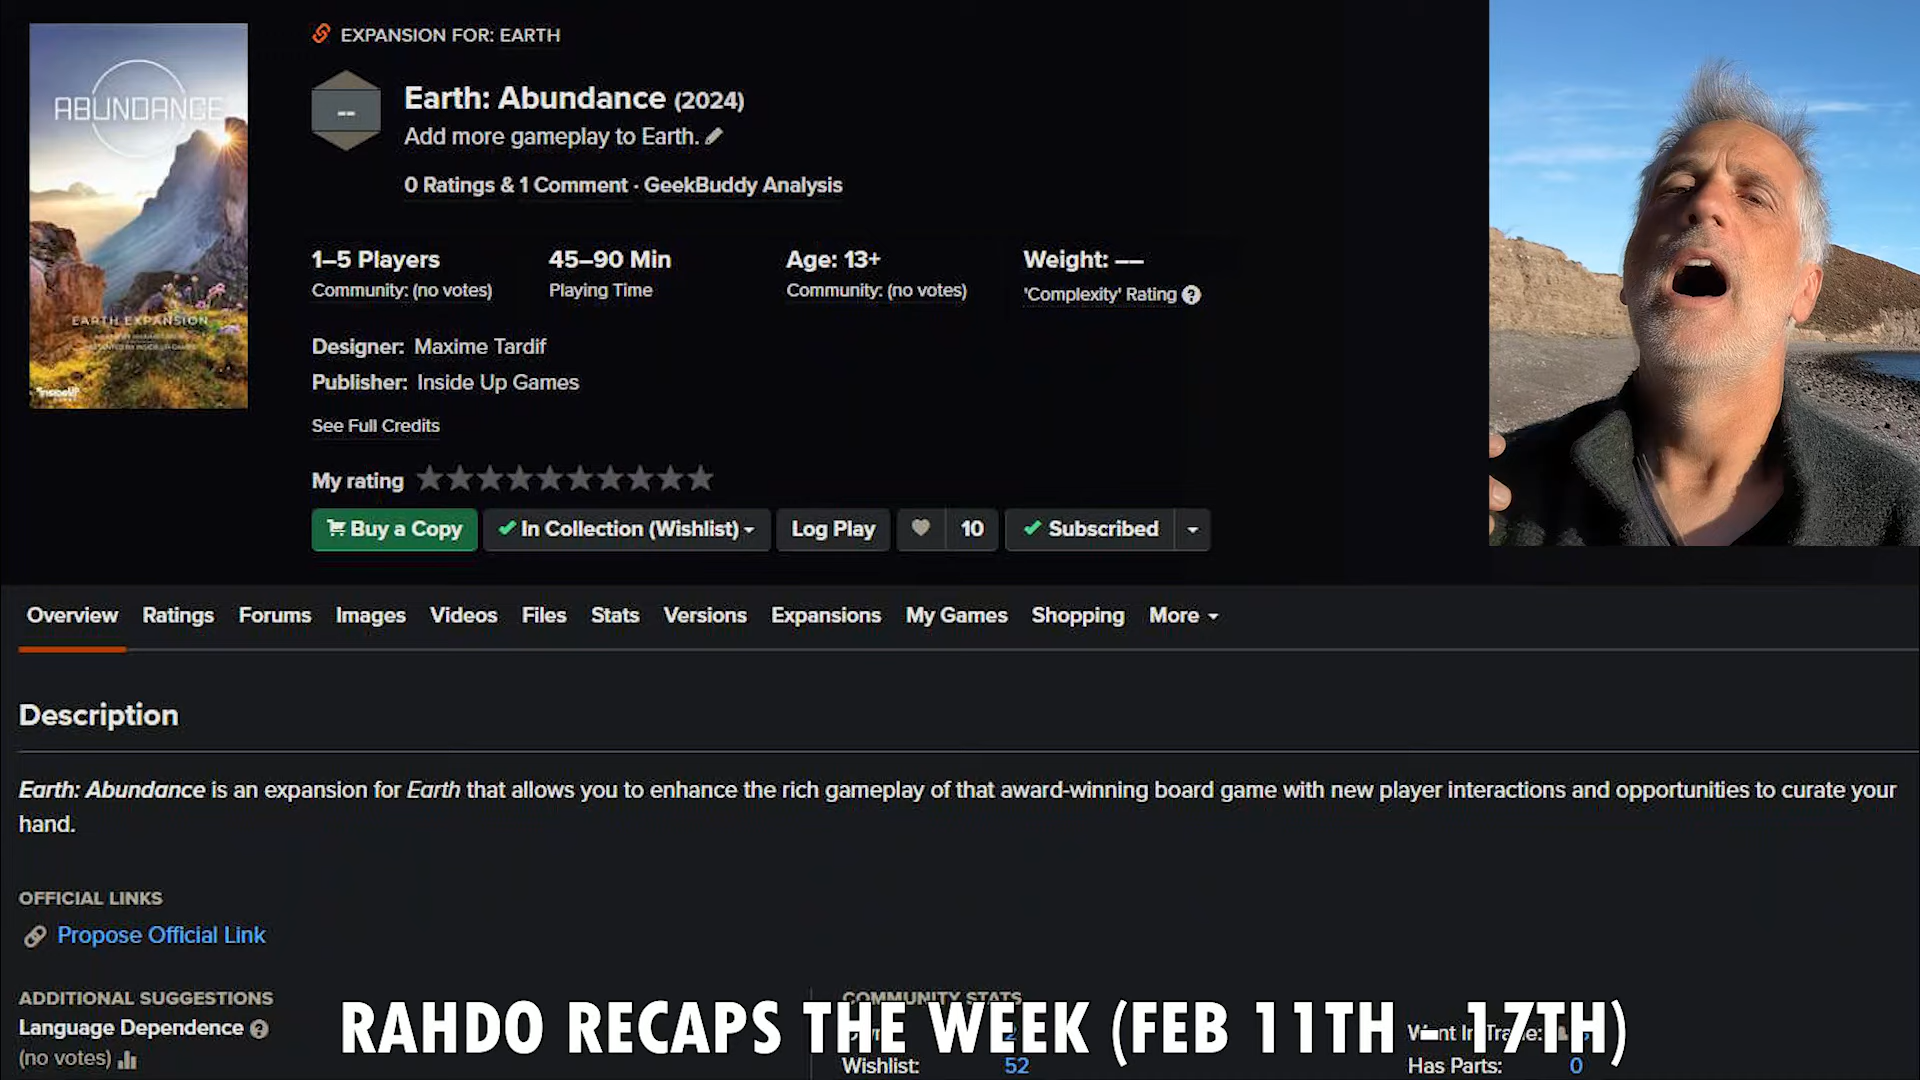 EXPANSION FOR: EARTH
ABUNDANCE
EARTH EXPANSION
--
Earth: Abundance (2024)
Add more gameplay to Earth.
0 Ratings & 1 Comment · GeekBuddy Analysis
1–5 Players
Community: (no votes)
45–90 Min
Playing Time
Age: 13+
Community: (no votes)
Weight: —
'Complexity' Rating ?
Designer: Maxime Tardif
Publisher: Inside Up Games
See Full Credits
My rating
Buy a Copy
In Collection (Wishlist)
Log Play
10
Subscribed
Overview Ratings Forums Images Videos Files Stats Versions Expansions My Games Shopping More
Description
Earth: Abundance is an expansion for Earth that allows you to enhance the rich gameplay of that award-winning board game with new player interactions and opportunities to curate your
hand.
OFFICIAL LINKS
Propose Official Link
ADDITIONAL SUGGESTIONS
Language Dependence ?
(no votes)
COMMUNITY STATS
RAHDO RECAPS THE WEEK (FEB 11TH - 17TH)
Wishlist: 52
Has Parts: 0